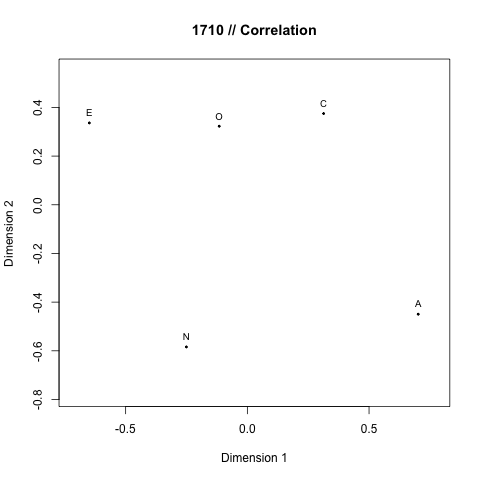 1710 // Correlation
E
O
C
A
N
0.4
0.2
0.0
-0.2
-0.4
-0.6
-0.8
Dimension 2
-0.5
0.0
0.5
Dimension 1